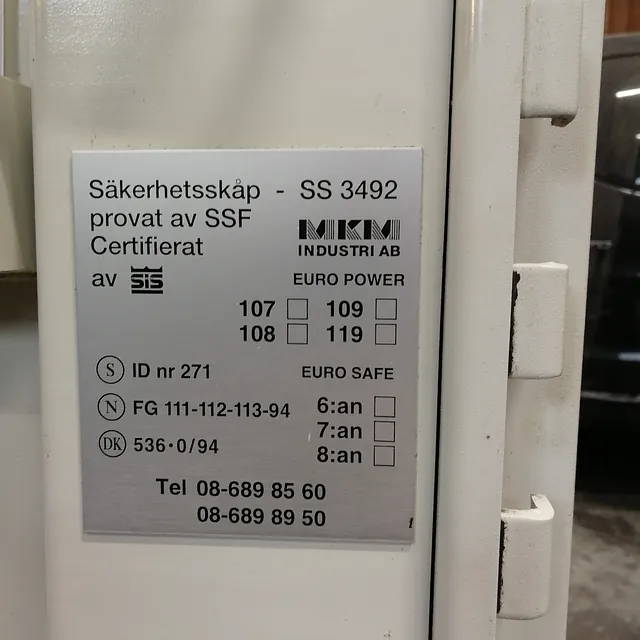 Säkerhetsskåp - SS 3492
provat av SSF
Certifierat
av SIS
MKM
INDUSTRI AB
EURO POWER
107 109
108 119
S ID nr 271
N FG 111-112-113-94
DK 536·0/94
EURO SAFE
6:an
7:an
8:an
Tel 08-689 85 60
08-689 89 50